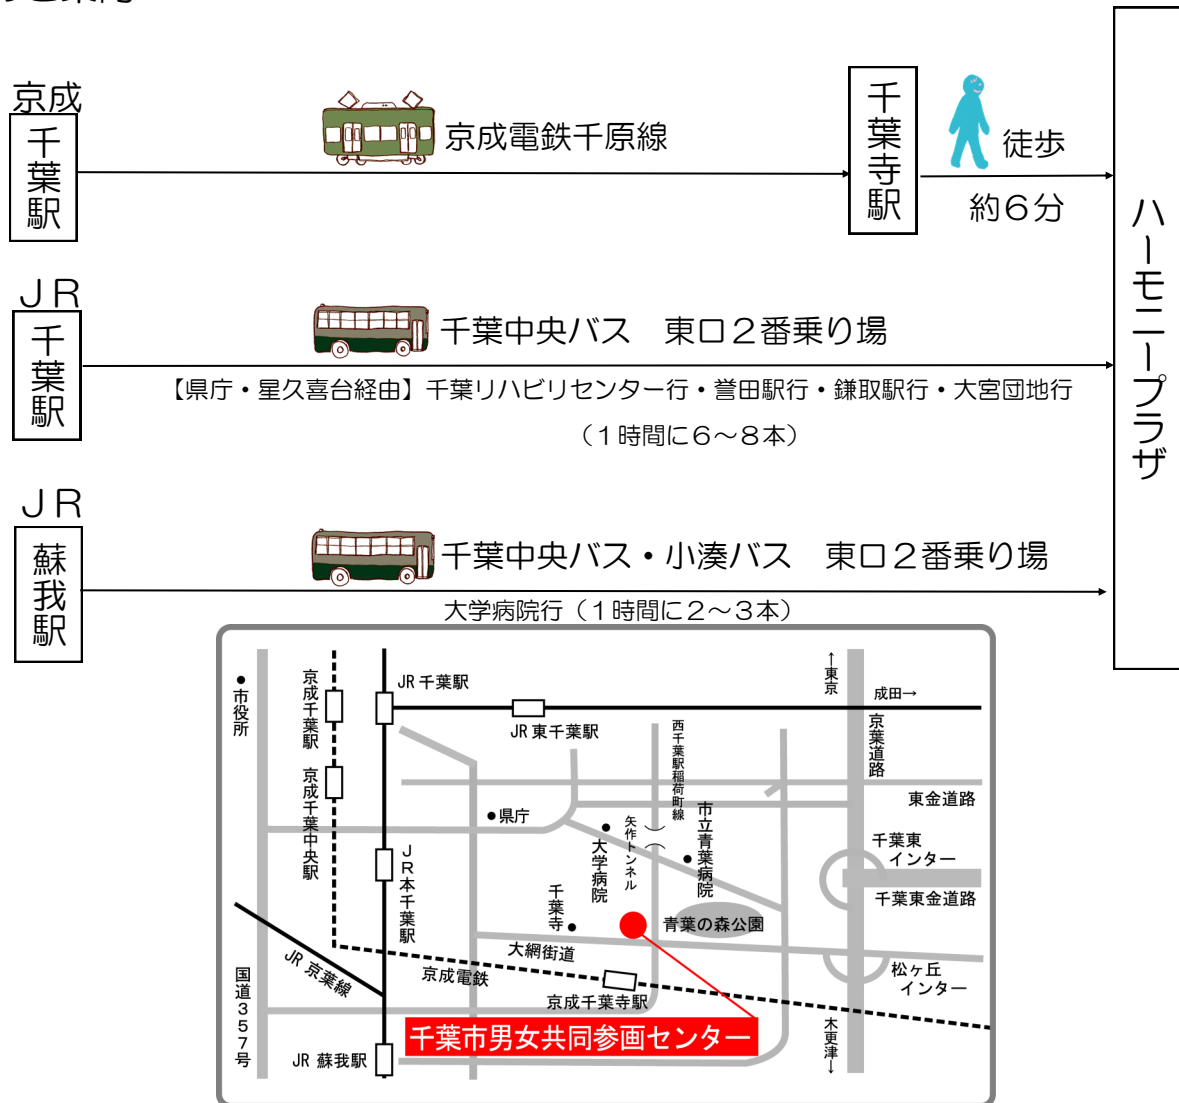 京成
千葉駅
京成電鉄千原線
千葉寺駅
徒歩
約６分
ハーモニープラザ
ＪＲ
千葉駅
千葉中央バス　東口２番乗り場
【県庁・星久喜台経由】千葉リハビリセンター行・誉田駅行・鎌取駅行・大宮団地行
（１時間に６～８本）
ＪＲ
蘇我駅
千葉中央バス・小湊バス　東口２番乗り場
大学病院行（１時間に２～３本）
●市役所
京成千葉駅
JR 千葉駅
JR 東千葉駅
西千葉駅稲荷町線
↑東京
成田→
京葉道路
京成千葉中央駅
●県庁
東金道路
ＪＲ本千葉駅
●大学病院
矢作トンネル
市立青葉病院
千葉東
インター
千葉東金道路
千葉寺
青葉の森公園
大網街道
JR 京葉線
京成電鉄
京成千葉寺駅
松ヶ丘
インター
国道３５７号
千葉市男女共同参画センター
木更津↓
JR 蘇我駅